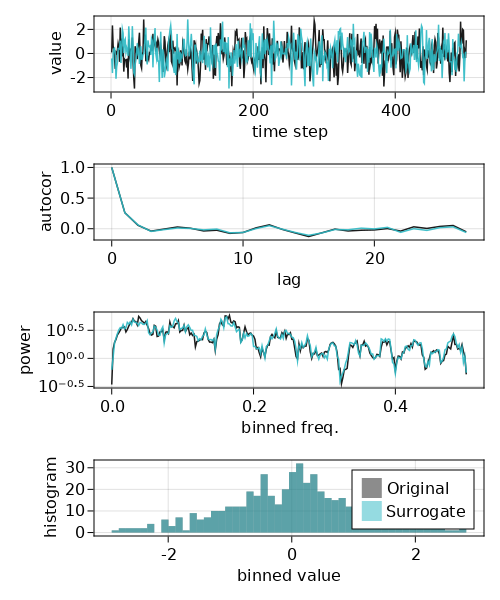 value
2
0
-2
0 200 400
time step
autocor
1.0
0.5
0.0
0 10 20
lag
power
10^0.5
10^0.0
10^-0.5
0.0 0.2 0.4
binned freq.
histogram
30
20
10
0
Original
Surrogate
-2 0 2
binned value